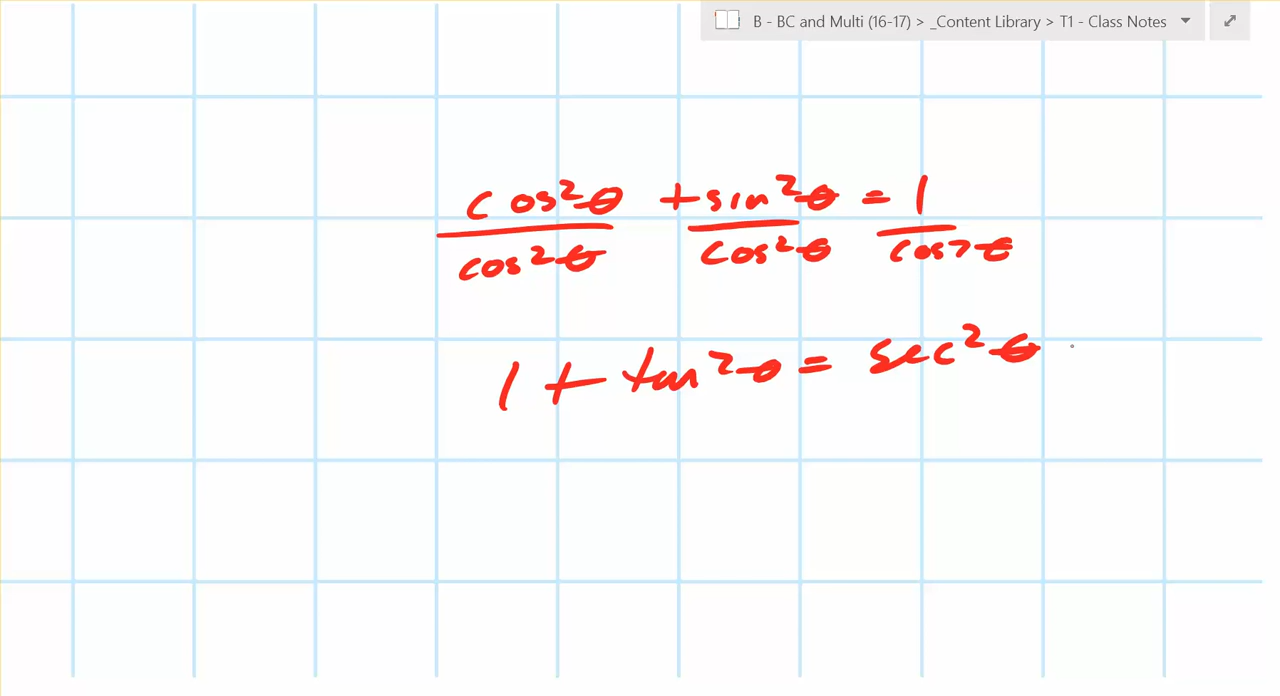 B - BC and Multi (16-17) > _Content Library > T1 - Class Notes
cos²θ + sin²θ = 1
cos²θ cos²θ cos²θ
1 + tan²θ = sec²θ